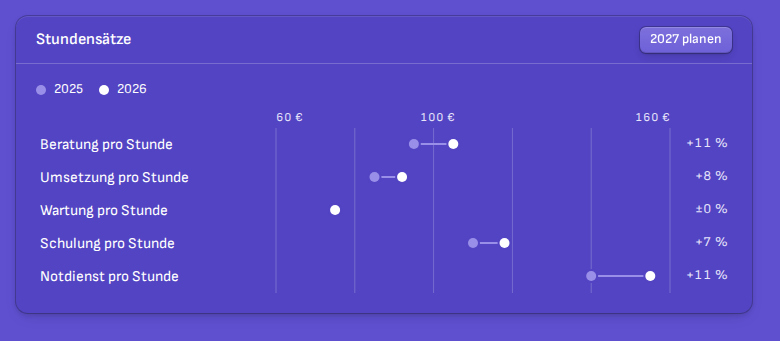 Stundensätze
2027 planen
2025 2026
60 € 100 € 160 €
Beratung pro Stunde +11 %
Umsetzung pro Stunde +8 %
Wartung pro Stunde ±0 %
Schulung pro Stunde +7 %
Notdienst pro Stunde +11 %